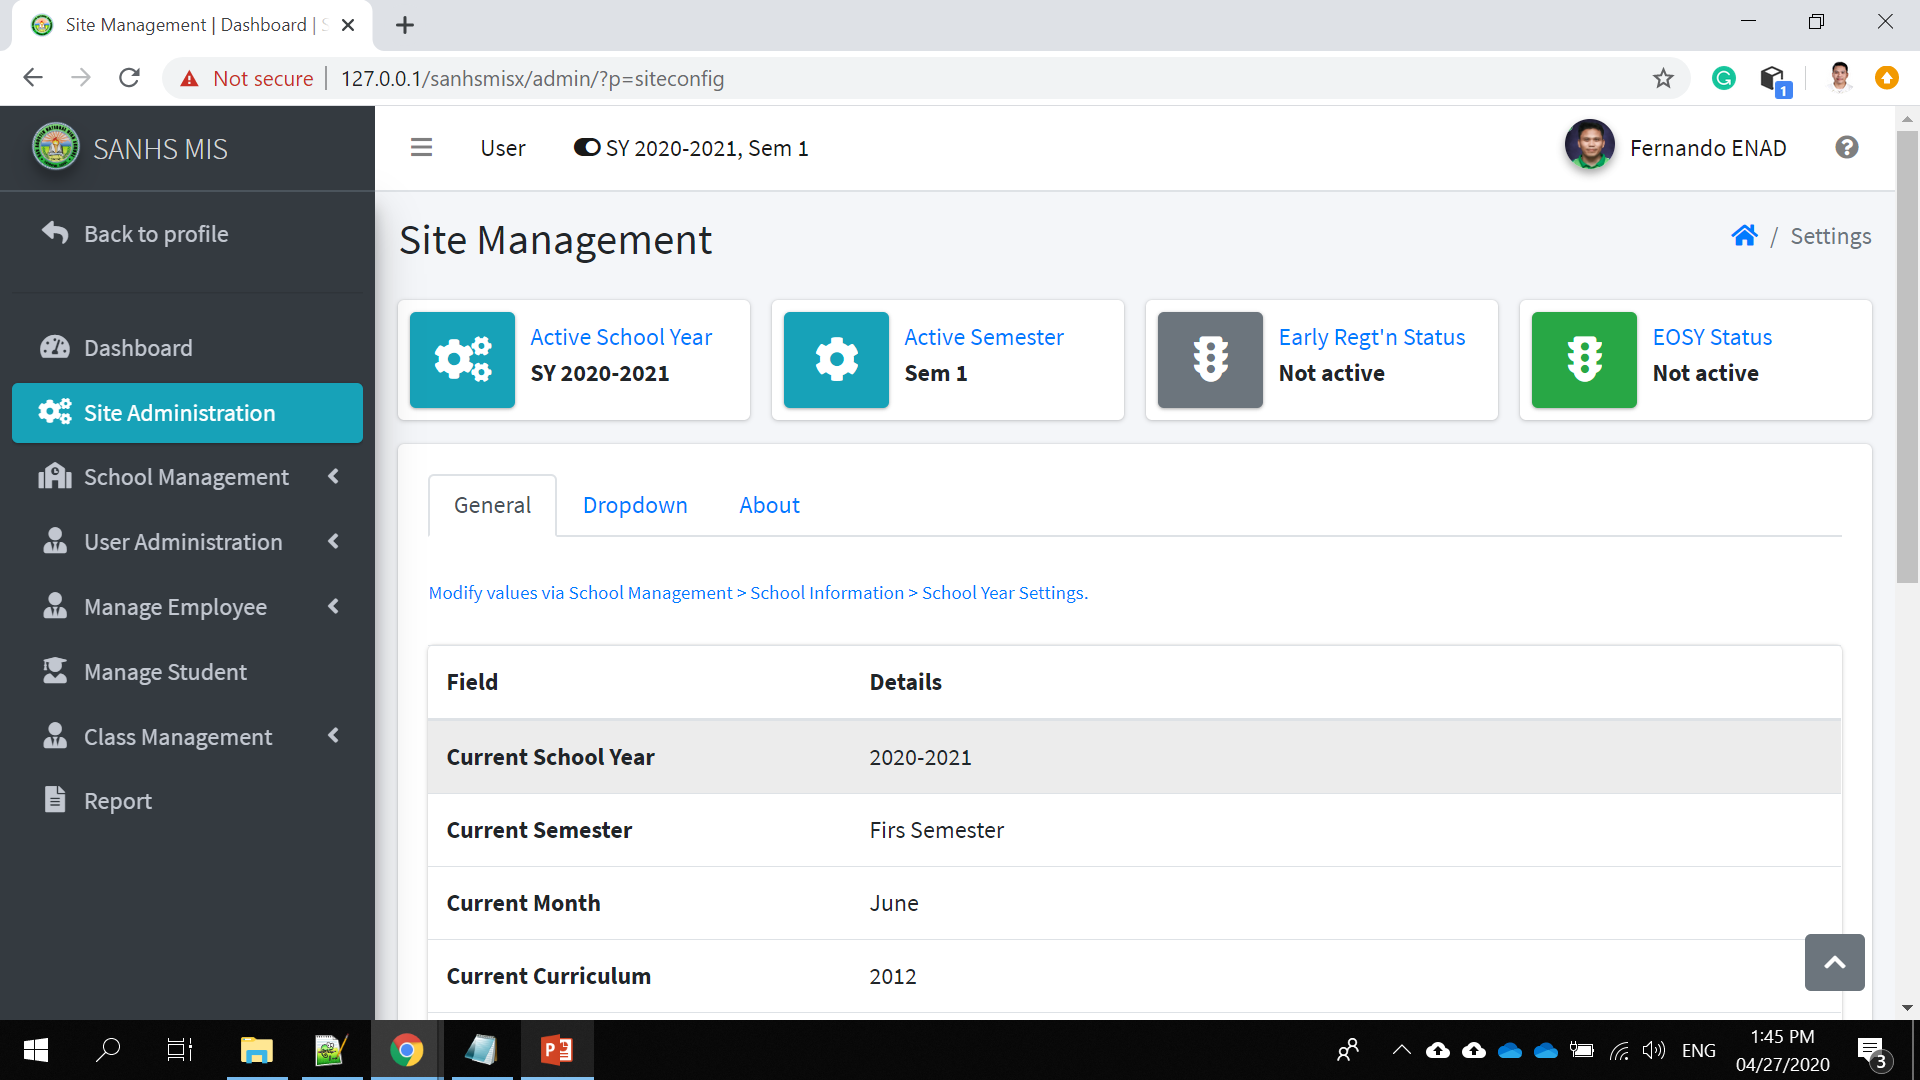 Site Management | Dashboard |
Not secure
127.0.0.1/sanhsmisx/admin/?p=siteconfig
1
SANHS MIS
User
SY 2020-2021, Sem 1
Fernando ENAD
Back to profile
Dashboard
Site Administration
School Management
User Administration
Manage Employee
Manage Student
Class Management
Report
Site Management
/ Settings
Active School Year
SY 2020-2021
Active Semester
Sem 1
Early Regt'n Status
Not active
EOSY Status
Not active
General
Dropdown
About
Modify values via School Management > School Information > School Year Settings.
Field Details
Current School Year 2020-2021
Current Semester Firs Semester
Current Month June
Current Curriculum 2012
ENG
1:45 PM
04/27/2020
3